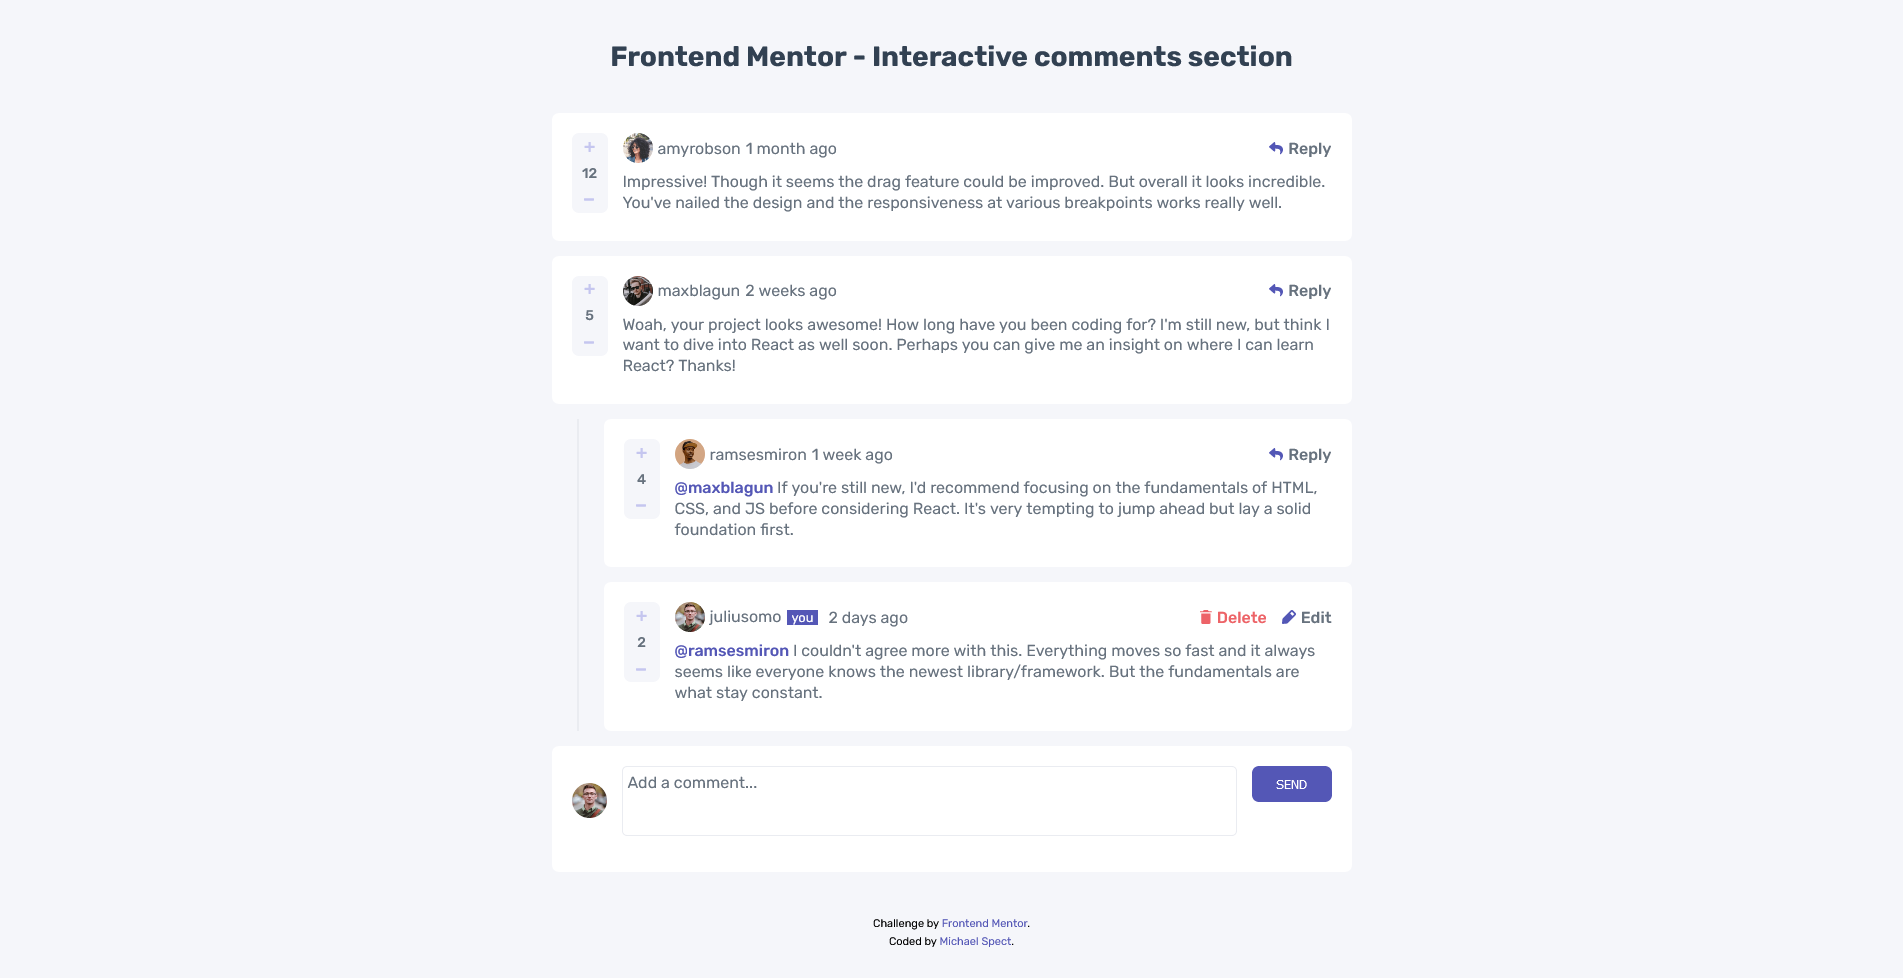 Frontend Mentor - Interactive comments section
+
12
−
amyrobson 1 month ago
Reply
Impressive! Though it seems the drag feature could be improved. But overall it looks incredible.
You've nailed the design and the responsiveness at various breakpoints works really well.
+
5
−
maxblagun 2 weeks ago
Reply
Woah, your project looks awesome! How long have you been coding for? I'm still new, but think I
want to dive into React as well soon. Perhaps you can give me an insight on where I can learn
React? Thanks!
+
4
−
ramsesmiron 1 week ago
Reply
@maxblagun If you're still new, I'd recommend focusing on the fundamentals of HTML,
CSS, and JS before considering React. It's very tempting to jump ahead but lay a solid
foundation first.
+
2
−
juliusomo you 2 days ago
Delete Edit
@ramsesmiron I couldn't agree more with this. Everything moves so fast and it always
seems like everyone knows the newest library/framework. But the fundamentals are
what stay constant.
Add a comment...
SEND
Challenge by Frontend Mentor.
Coded by Michael Spect.